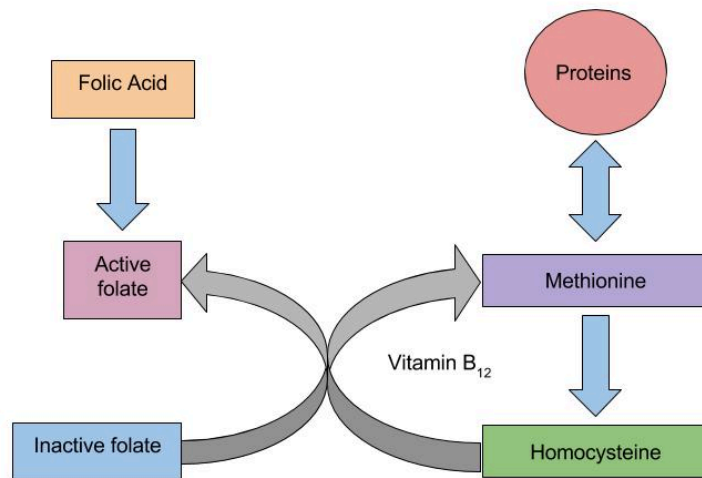 Folic Acid
Proteins
Active
folate
Methionine
Vitamin B₁₂
Inactive folate
Homocysteine